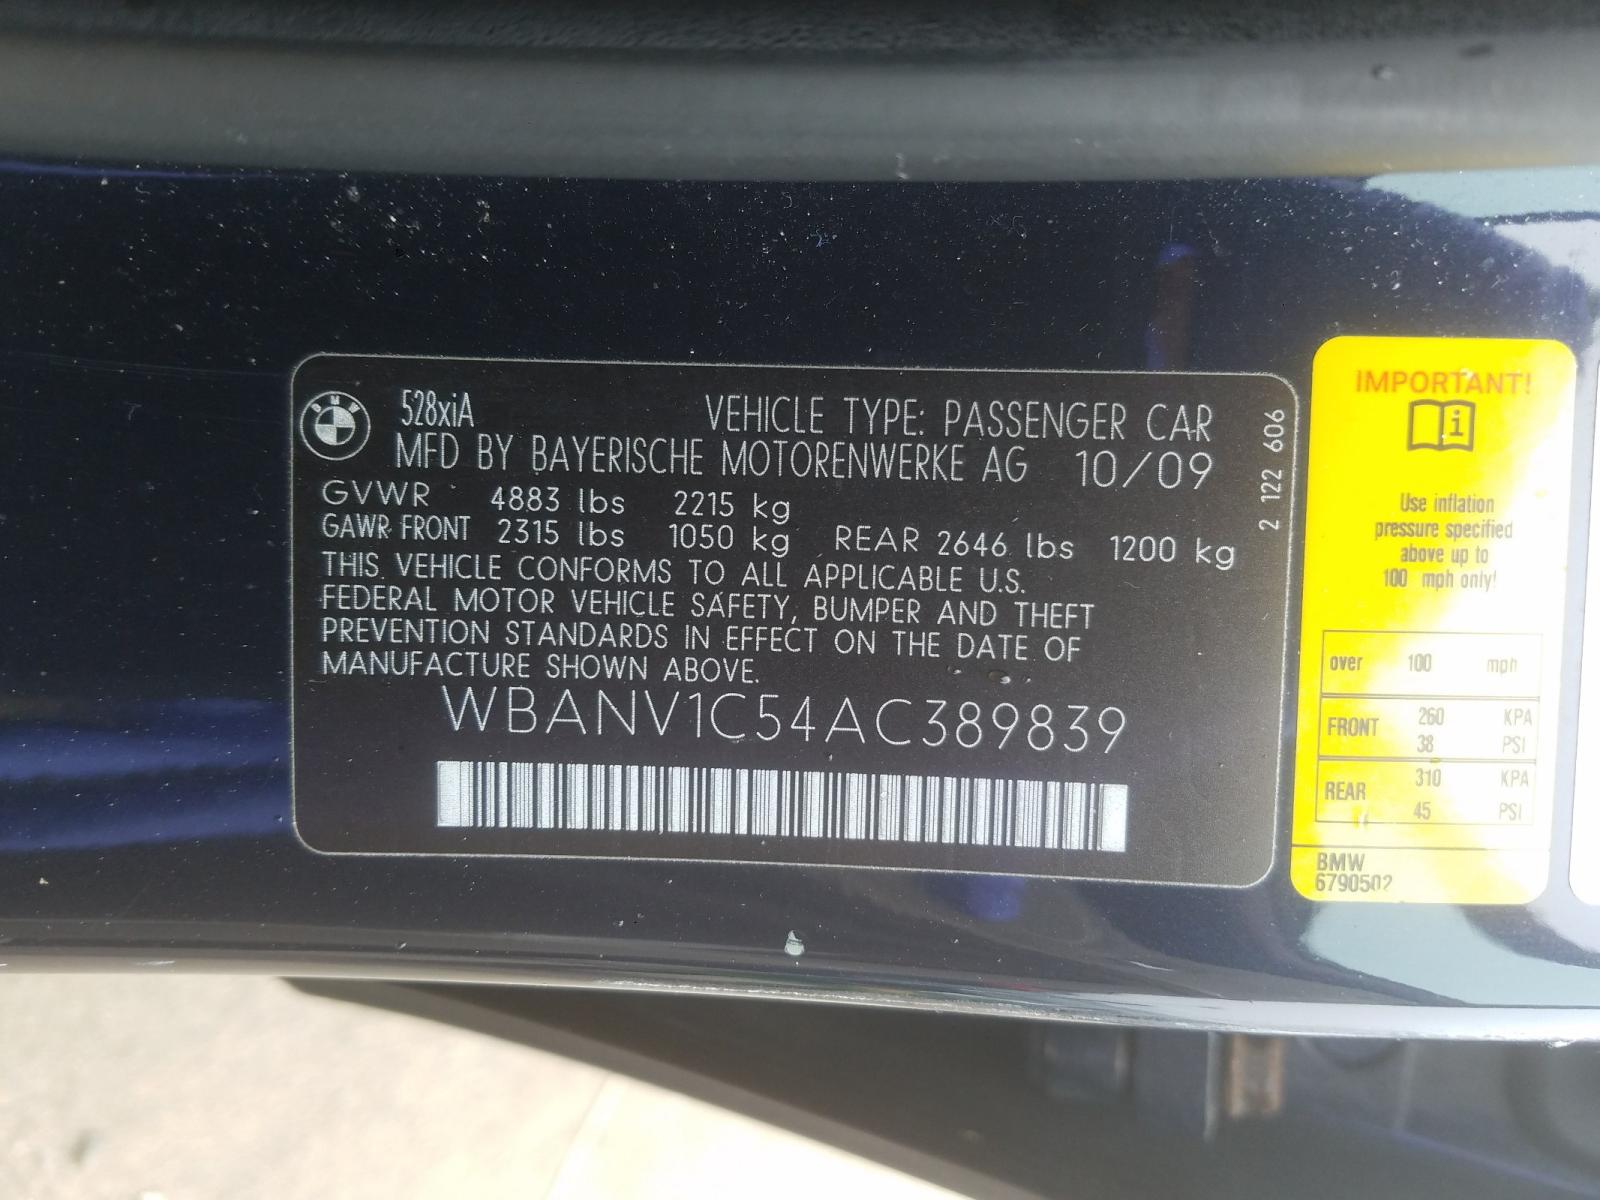 BMW
528xiA VEHICLE TYPE: PASSENGER CAR
MFD BY BAYERISCHE MOTORENWERKE AG 10/09
GVWR 4883 lbs 2215 kg
GAWR FRONT 2315 lbs 1050 kg REAR 2646 lbs 1200 kg
THIS VEHICLE CONFORMS TO ALL APPLICABLE U.S.
FEDERAL MOTOR VEHICLE SAFETY, BUMPER AND THEFT
PREVENTION STANDARDS IN EFFECT ON THE DATE OF
MANUFACTURE SHOWN ABOVE.
WBANV1C54AC389839
2 122 606
IMPORTANT!
i
Use inflation
pressure specified
above up to
100 mph only!
over 100 mph
FRONT 260 KPA
38 PSI
REAR 310 KPA
45 PSI
BMW
6790502